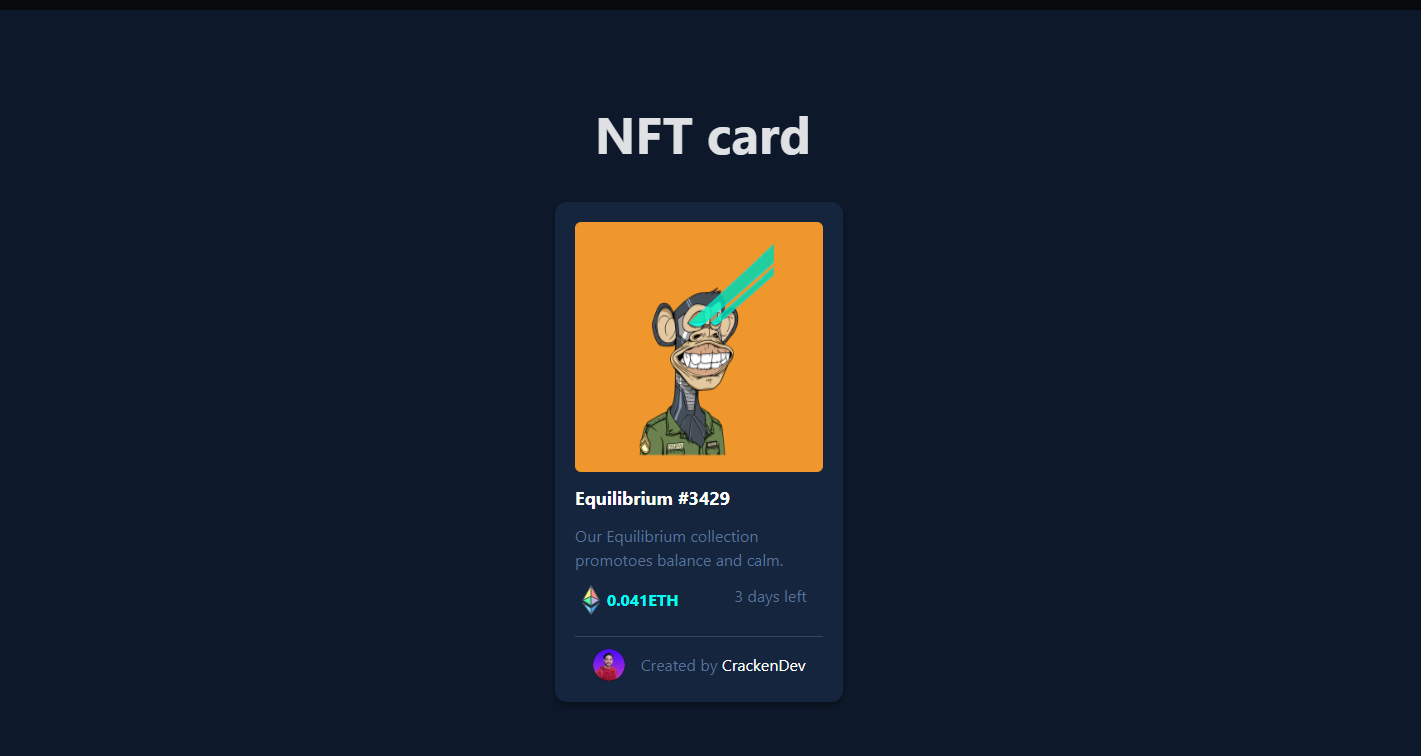 NFT card
Equilibrium #3429
Our Equilibrium collection
promotoes balance and calm.
0.041ETH
3 days left
Created by CrackenDev